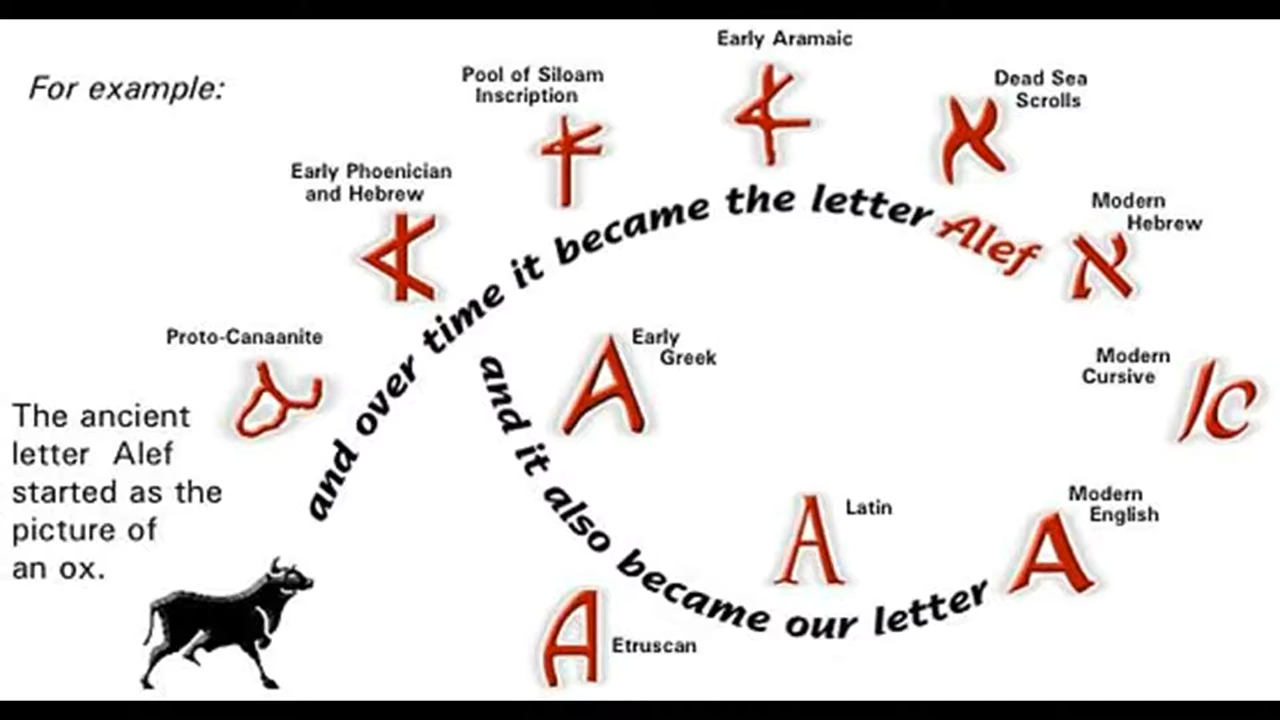 For example:
The ancient
letter Alef
started as the
picture of
an ox.
and over time it became the letter Alef
and it also became our letter A
Proto-Canaanite
Early Phoenician
and Hebrew
Pool of Siloam
Inscription
Early Aramaic
Dead Sea
Scrolls
Modern
Hebrew
א
Modern
Cursive
Early
Greek
A
Etruscan
A
Latin
A
Modern
English